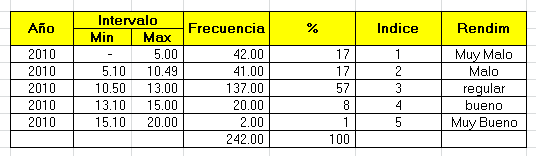 Año Intervalo Frecuencia % Indice Rendim
Min Max
2010 - 5.00 42.00 17 1 Muy Malo
2010 5.10 10.49 41.00 17 2 Malo
2010 10.50 13.00 137.00 57 3 regular
2010 13.10 15.00 20.00 8 4 bueno
2010 15.10 20.00 2.00 1 5 Muy Bueno
242.00 100